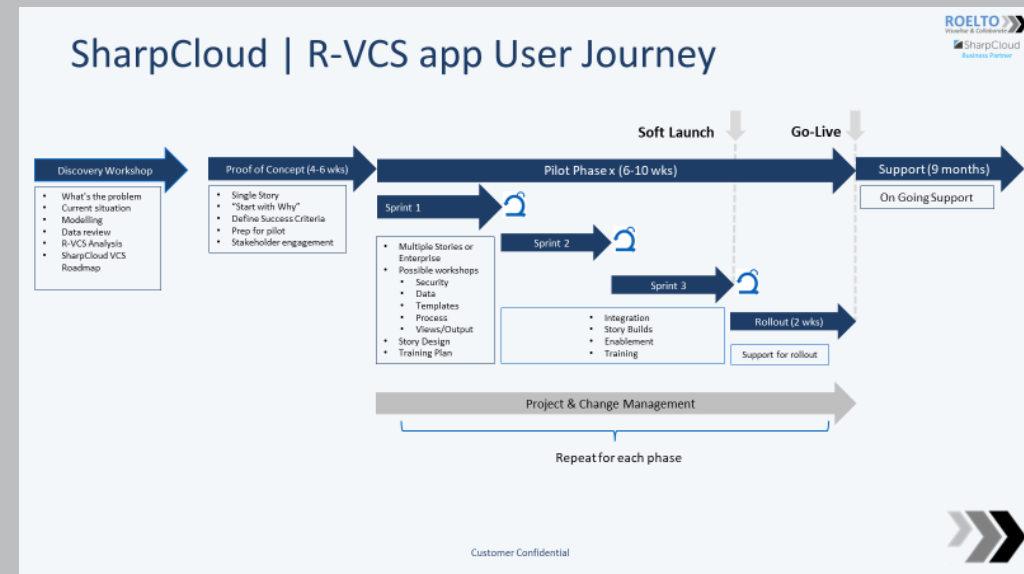 SharpCloud | R-VCS app User Journey
ROELTO
Visualise & Collaborate
SharpCloud
Business Partner
Soft Launch
Go-Live
Discovery Workshop
Proof of Concept (4-6 wks)
Pilot Phase x (6-10 wks)
Support (9 months)
• What's the problem
• Current situation
• Modelling
• Data review
• R-VCS Analysis
• SharpCloud VCS
Roadmap
• Single Story
• "Start with Why"
• Define Success Criteria
• Prep for pilot
• Stakeholder engagement
On Going Support
Sprint 1
Sprint 2
Sprint 3
Rollout (2 wks)
• Multiple Stories or
Enterprise
• Possible workshops
• Security
• Data
• Templates
• Process
• Views/Output
• Story Design
• Training Plan
• Integration
• Story Builds
• Enablement
• Training
Support for rollout
Project & Change Management
Repeat for each phase
Customer Confidential